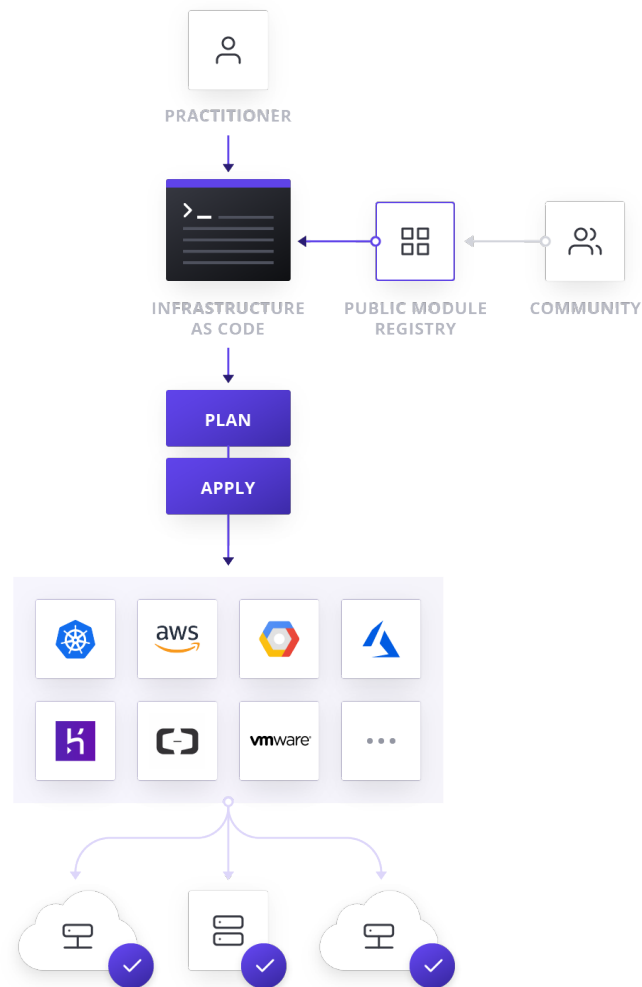 PRACTITIONER
INFRASTRUCTURE
AS CODE
PUBLIC MODULE
REGISTRY
COMMUNITY
PLAN
APPLY
aws
vmware